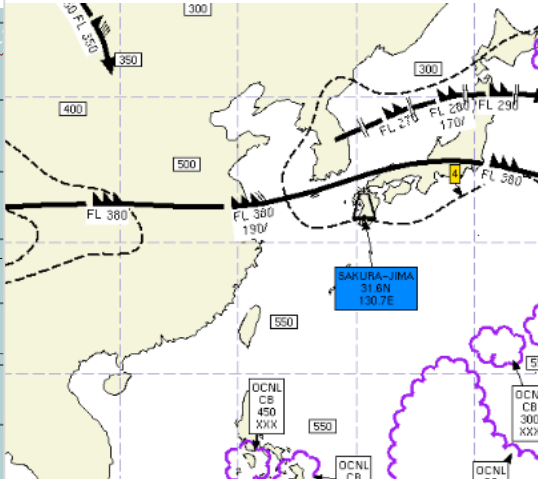 300
FL 350
350
400
300
500
FL 270
FL 280
170/
FL 290
4
FL 380
FL 380
FL 380
190/
SAKURA-JIMA
31.6N
130.7E
550
OCNL
CB
450
XXX
550
OCNL
CB
300
XXX
OCNL
CB
OCNL